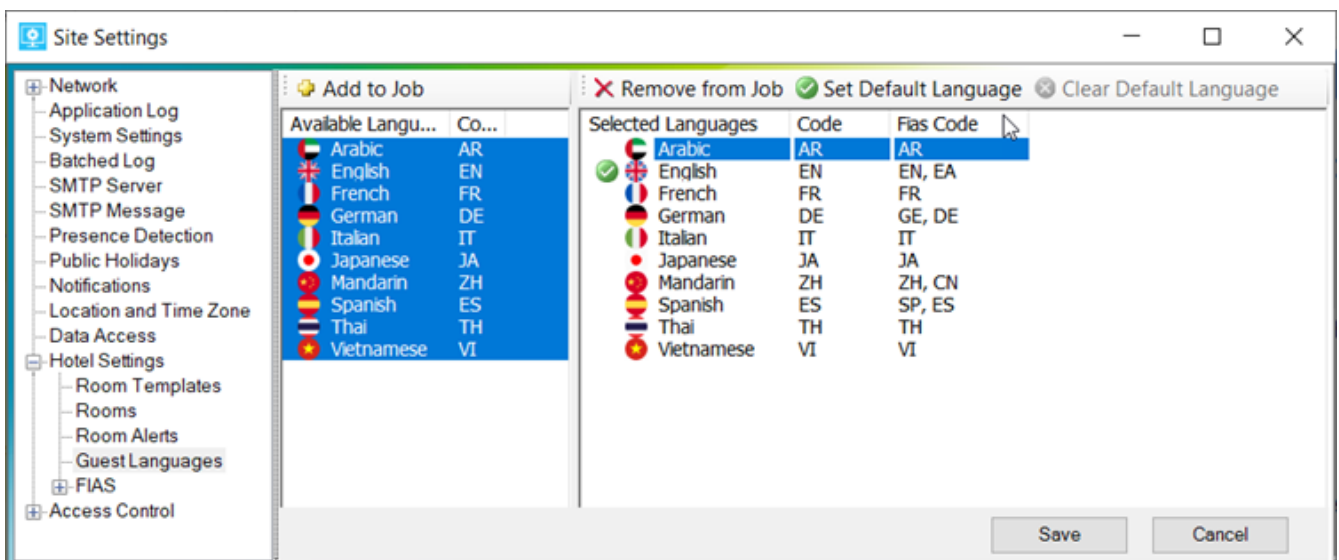 Site Settings
Network
Application Log
System Settings
Batched Log
SMTP Server
SMTP Message
Presence Detection
Public Holidays
Notifications
Location and Time Zone
Data Access
Hotel Settings
Room Templates
Rooms
Room Alerts
Guest Languages
FIAS
Access Control
Add to Job
Available Langu... Co...
Arabic AR
English EN
French FR
German DE
Italian IT
Japanese JA
Mandarin ZH
Spanish ES
Thai TH
Vietnamese VI
Remove from Job Set Default Language Clear Default Language
Selected Languages Code Fias Code
Arabic AR AR
English EN EN, EA
French FR FR
German DE GE, DE
Italian IT IT
Japanese JA JA
Mandarin ZH ZH, CN
Spanish ES SP, ES
Thai TH TH
Vietnamese VI VI
Save Cancel